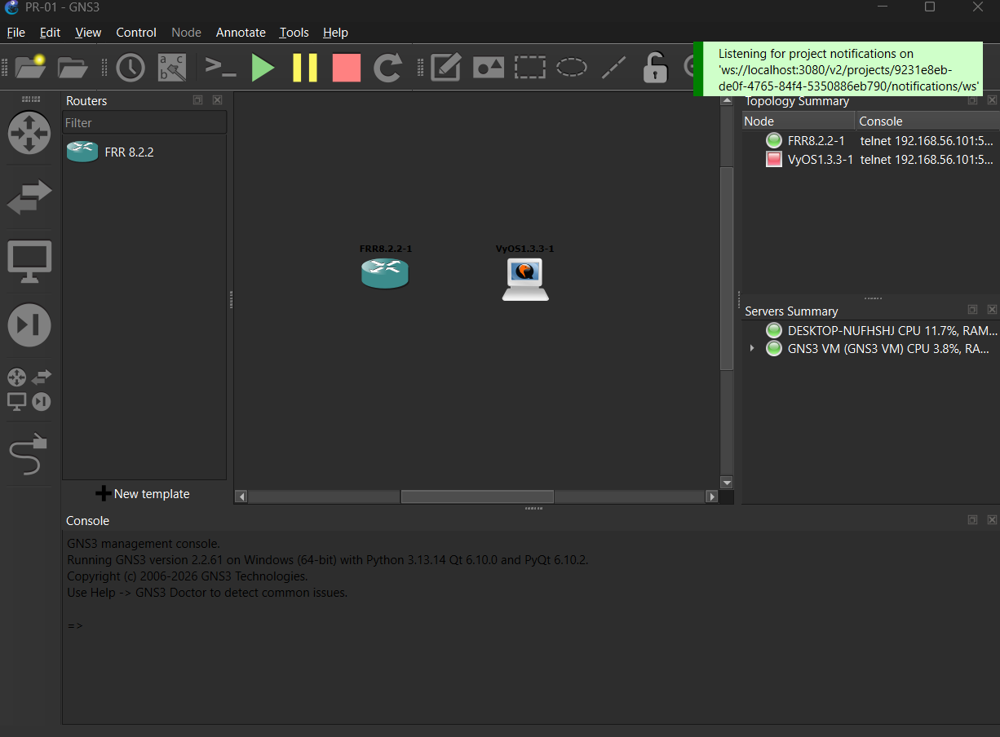 PR-01 - GNS3
File Edit View Control Node Annotate Tools Help
Listening for project notifications on
'ws://localhost:3080/v2/projects/9231e8eb-
de0f-4765-84f4-5350886eb790/notifications/ws'
Routers
Filter
FRR 8.2.2
New template
FRR8.2.2-1
VyOS1.3.3-1
Topology Summary
Node Console
FRR8.2.2-1 telnet 192.168.56.101:5...
VyOS1.3.3-1 telnet 192.168.56.101:5...
Servers Summary
DESKTOP-NUFHSHJ CPU 11.7%, RAM...
GNS3 VM (GNS3 VM) CPU 3.8%, RA...
Console
GNS3 management console.
Running GNS3 version 2.2.61 on Windows (64-bit) with Python 3.13.14 Qt 6.10.0 and PyQt 6.10.2.
Copyright (c) 2006-2026 GNS3 Technologies.
Use Help -> GNS3 Doctor to detect common issues.
=>